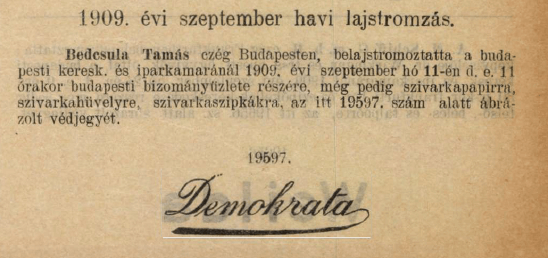 1909. évi szeptember havi lajstromzás.
Bedcsula Tamás czég Budapesten, belajstromoztatta a buda-
pesti keresk. és iparkamaránál 1909. évi szeptember hó 11-én d. e. 11
órakor budapesti bizományüzlete részére, még pedig szivarkapapirra,
szivarkahüvelyre, szivarkaszipkákra, az itt 19597. szám alatt ábrá-
zolt védjegyét.
19597.
Demokrata